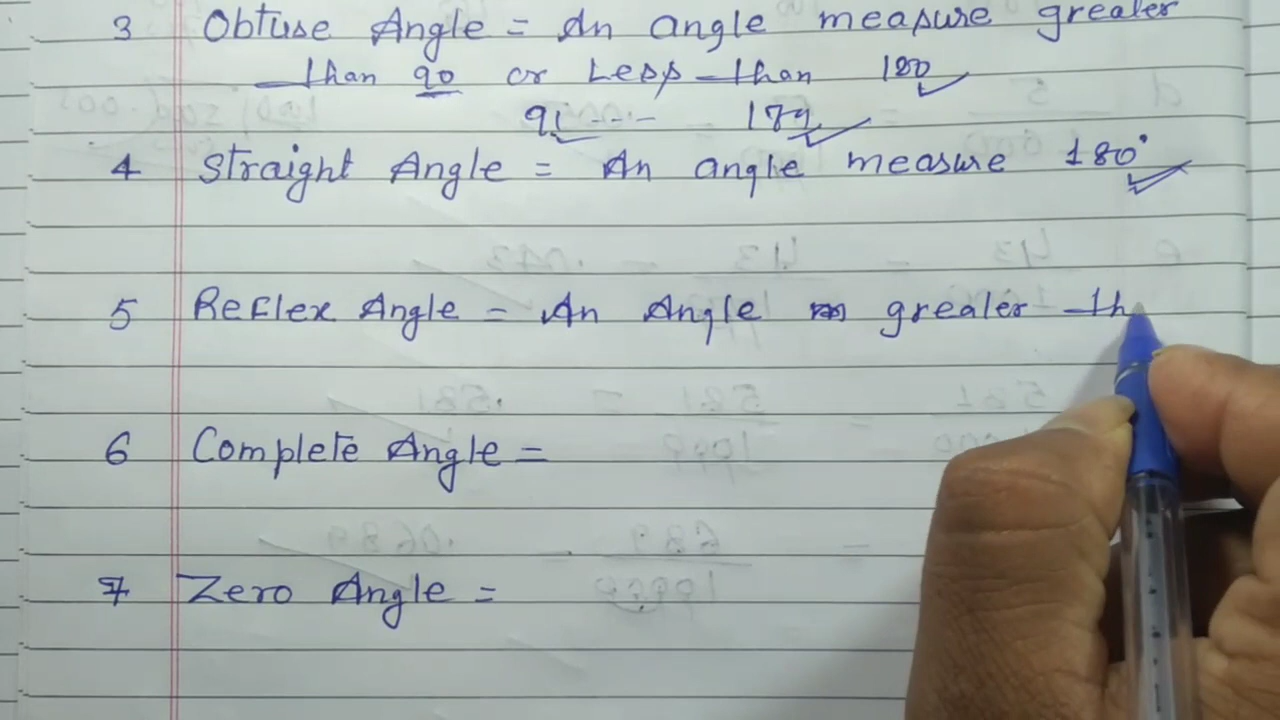 3 Obtuse Angle = An angle measure greater
than 90 or Less than 180
91 --- 179
4 Straight Angle = An angle measure 180°
5 Reflex Angle = An Angle greater th
6 Complete Angle =
7 Zero Angle =